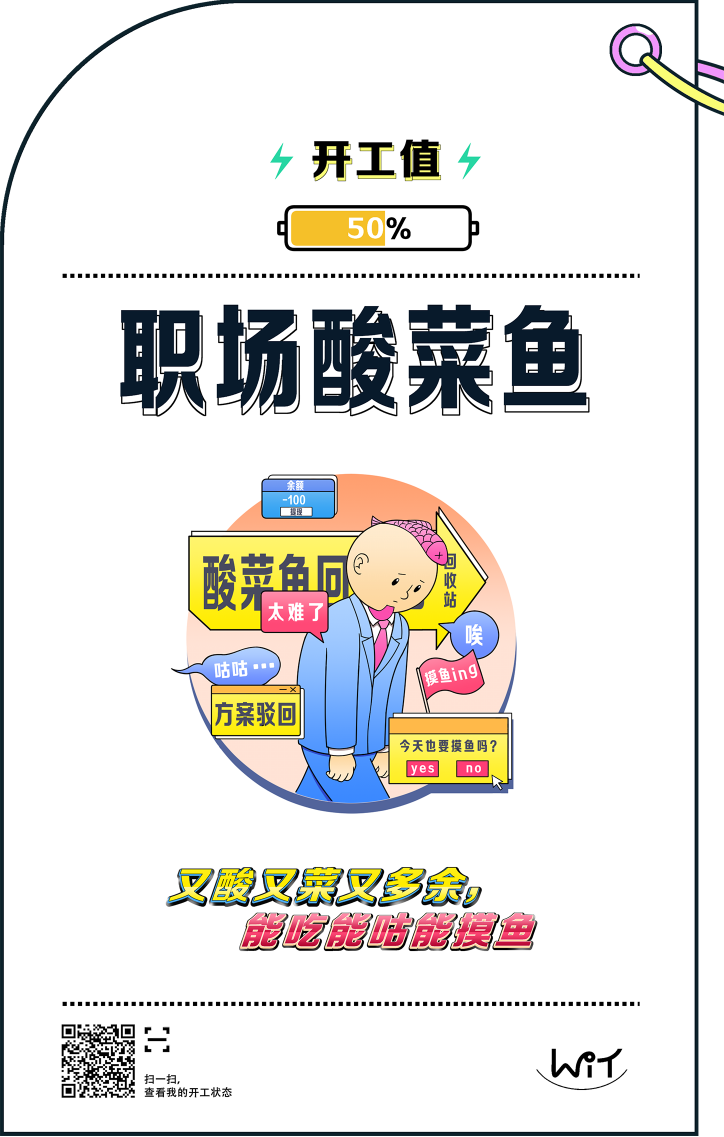 开工值
50%
职场酸菜鱼
余额
-100
提现
酸菜鱼回
回收站
太难了
唉
咕咕···
摸鱼ing
方案驳回
今天也要摸鱼吗?
yes no
又酸又菜又多余,
能吃能咕能摸鱼
扫一扫,
查看我的开工状态
WiT